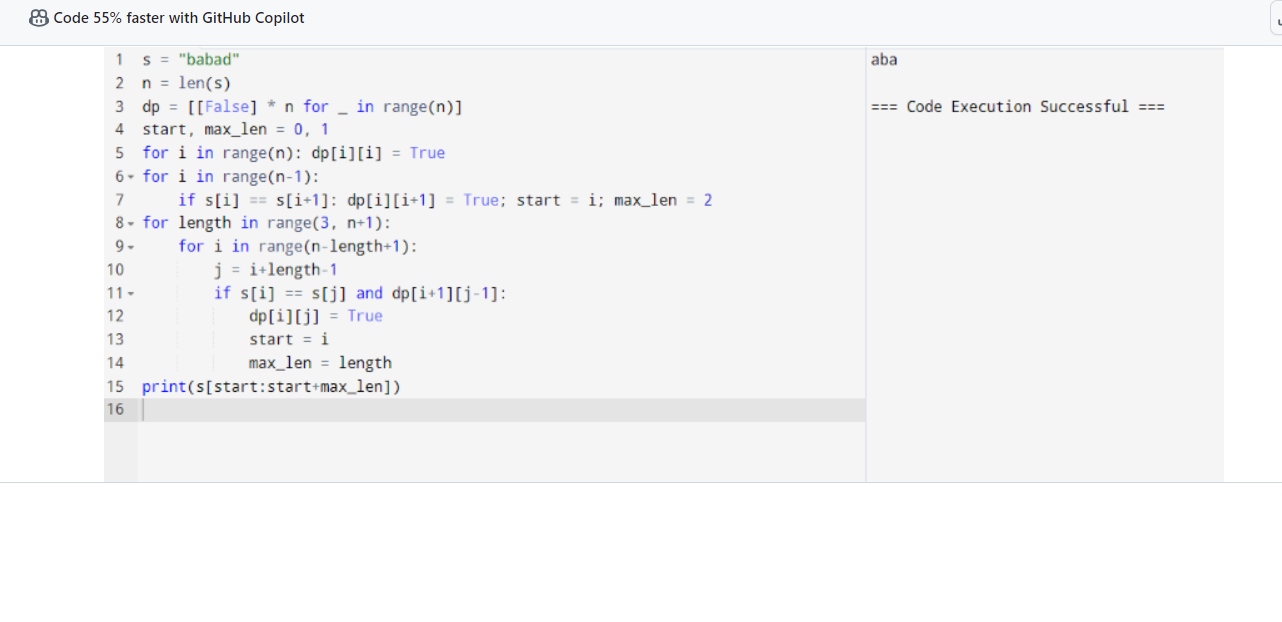 Code 55% faster with GitHub Copilot
1 s = "babad"
2 n = len(s)
3 dp = [[False] * n for _ in range(n)]
4 start, max_len = 0, 1
5 for i in range(n): dp[i][i] = True
6 for i in range(n-1):
7     if s[i] == s[i+1]: dp[i][i+1] = True; start = i; max_len = 2
8 for length in range(3, n+1):
9     for i in range(n-length+1):
10         j = i+length-1
11         if s[i] == s[j] and dp[i+1][j-1]:
12             dp[i][j] = True
13             start = i
14             max_len = length
15 print(s[start:start+max_len])
16
aba
=== Code Execution Successful ===